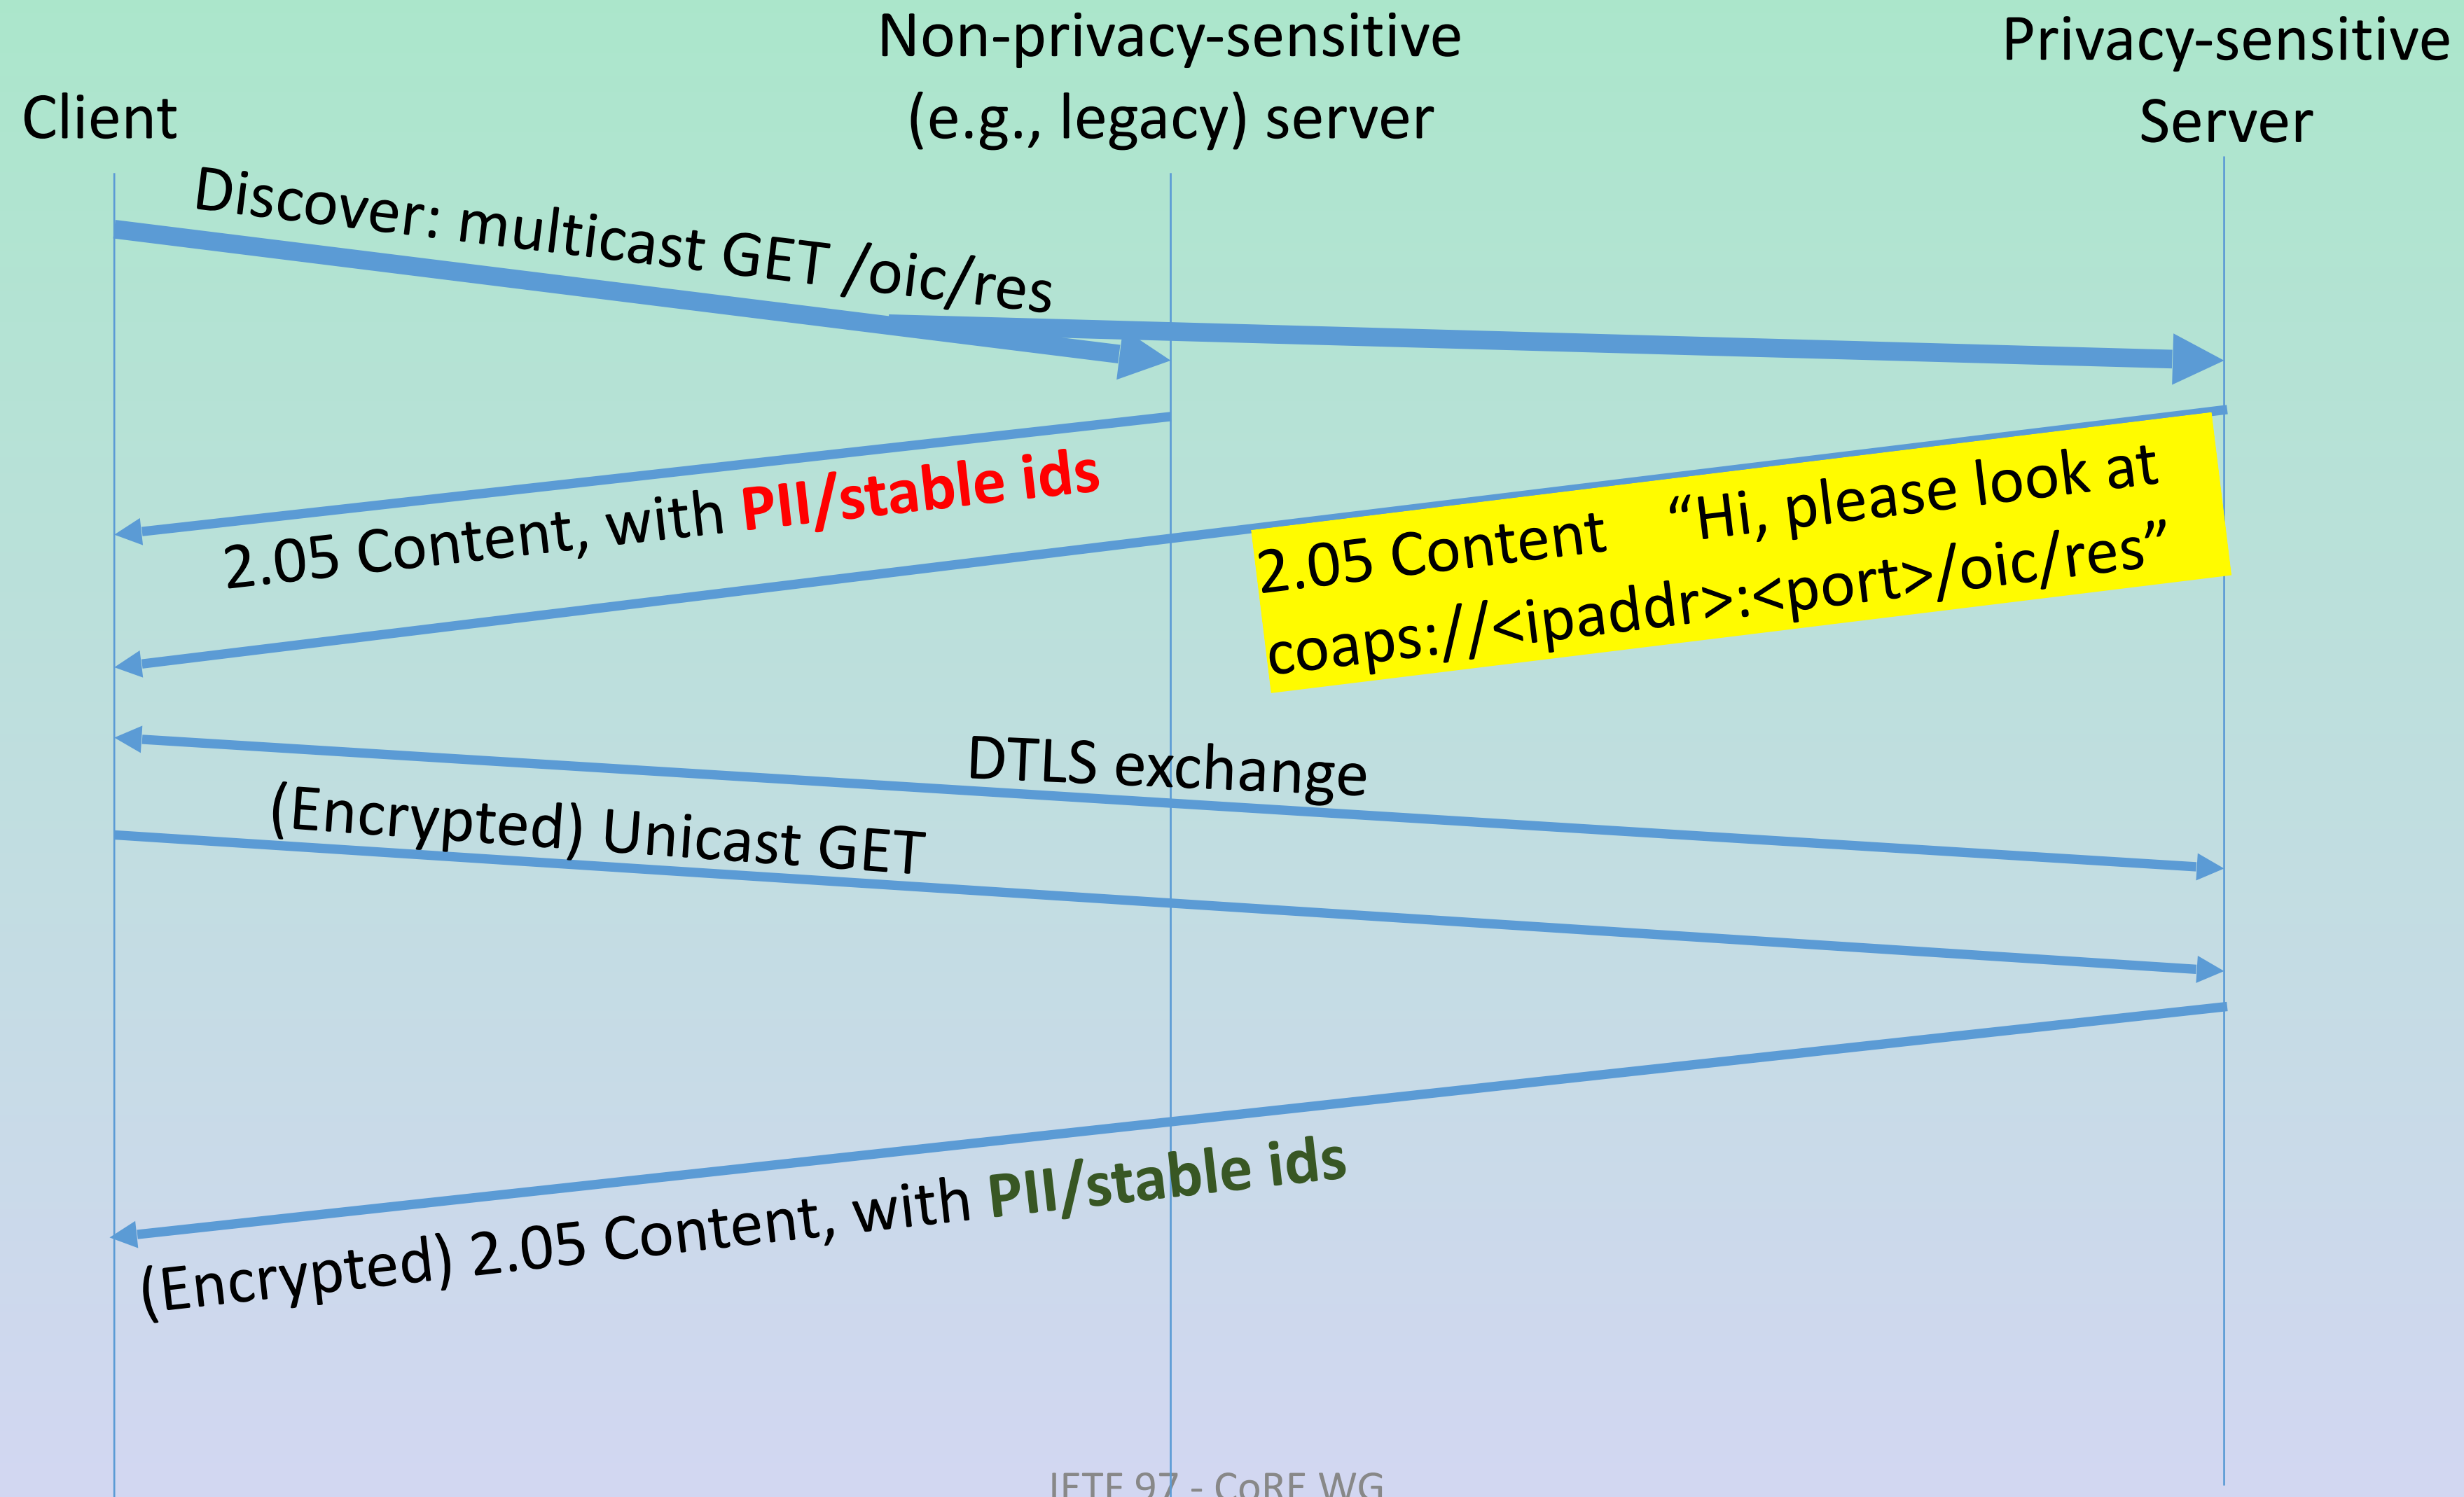 Non-privacy-sensitive
(e.g., legacy) server
Privacy-sensitive
Server
Client
Discover: multicast GET /oic/res
2.05 Content, with PII/stable ids
2.05 Content “Hi, please look at
coaps://<ipaddr>:<port>/oic/res”
DTLS exchange
(Encrypted) Unicast GET
(Encrypted) 2.05 Content, with PII/stable ids
IETF 97 - CoRE WG